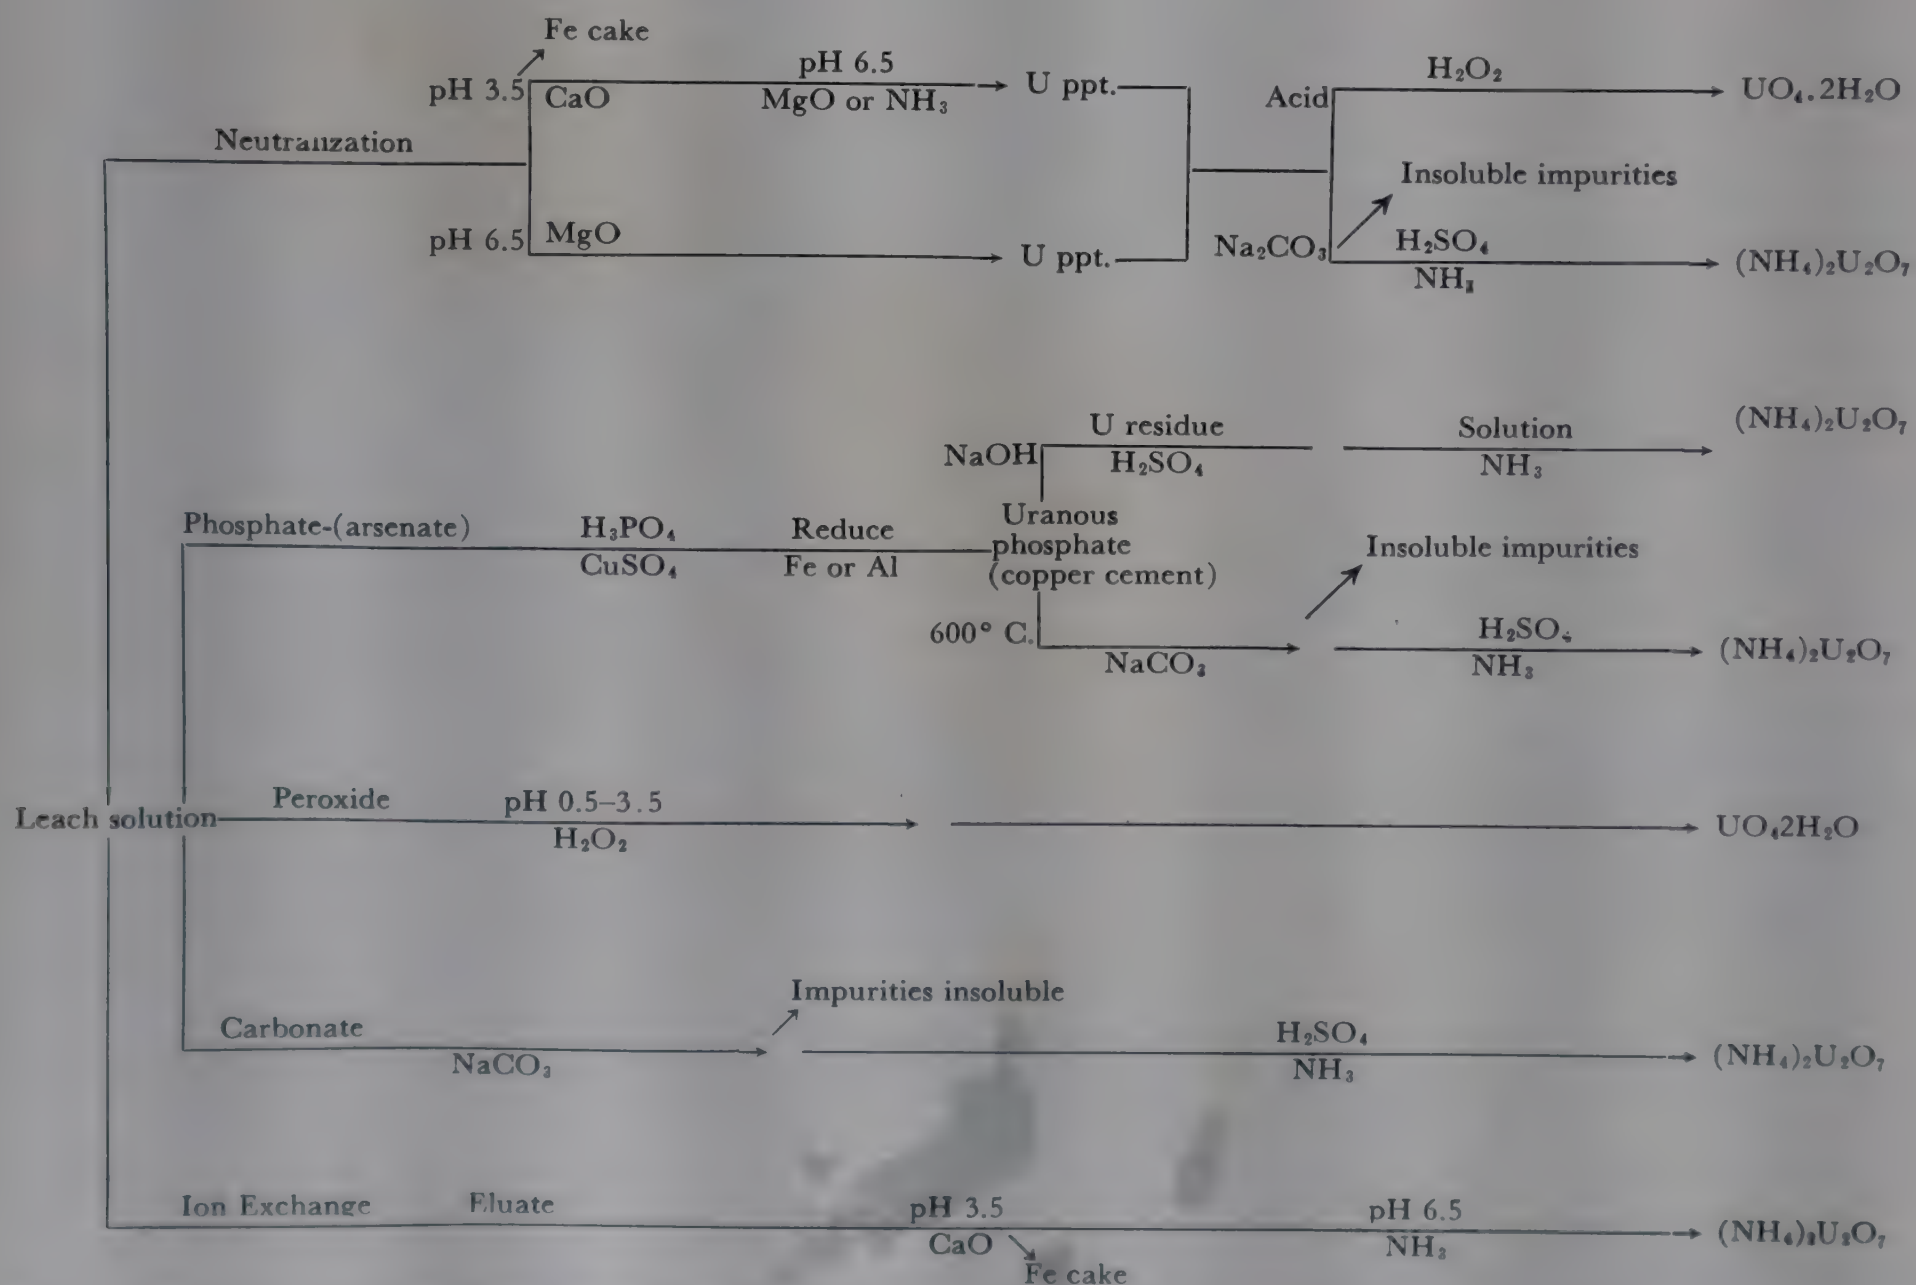 Fe cake
pH 3.5 CaO pH 6.5 MgO or NH₃ U ppt.
Acid H₂O₂ UO₄.2H₂O
Neutralization
Insoluble impurities
pH 6.5 MgO U ppt.
Na₂CO₃ H₂SO₄ NH₃ (NH₄)₂U₂O₇
NaOH U residue H₂SO₄ Solution NH₃ (NH₄)₂U₂O₇
Phosphate-(arsenate) H₃PO₄ CuSO₄ Reduce Fe or Al
Uranous
phosphate
(copper cement)
Insoluble impurities
600° C. NaCO₃ H₂SO₄ NH₃ (NH₄)₂U₂O₇
Leach solution Peroxide pH 0.5–3.5 H₂O₂ UO₄2H₂O
Impurities insoluble
Carbonate NaCO₃ H₂SO₄ NH₃ (NH₄)₂U₂O₇
Ion Exchange Eluate pH 3.5 CaO pH 6.5 NH₃ (NH₄)₂U₂O₇
Fe cake